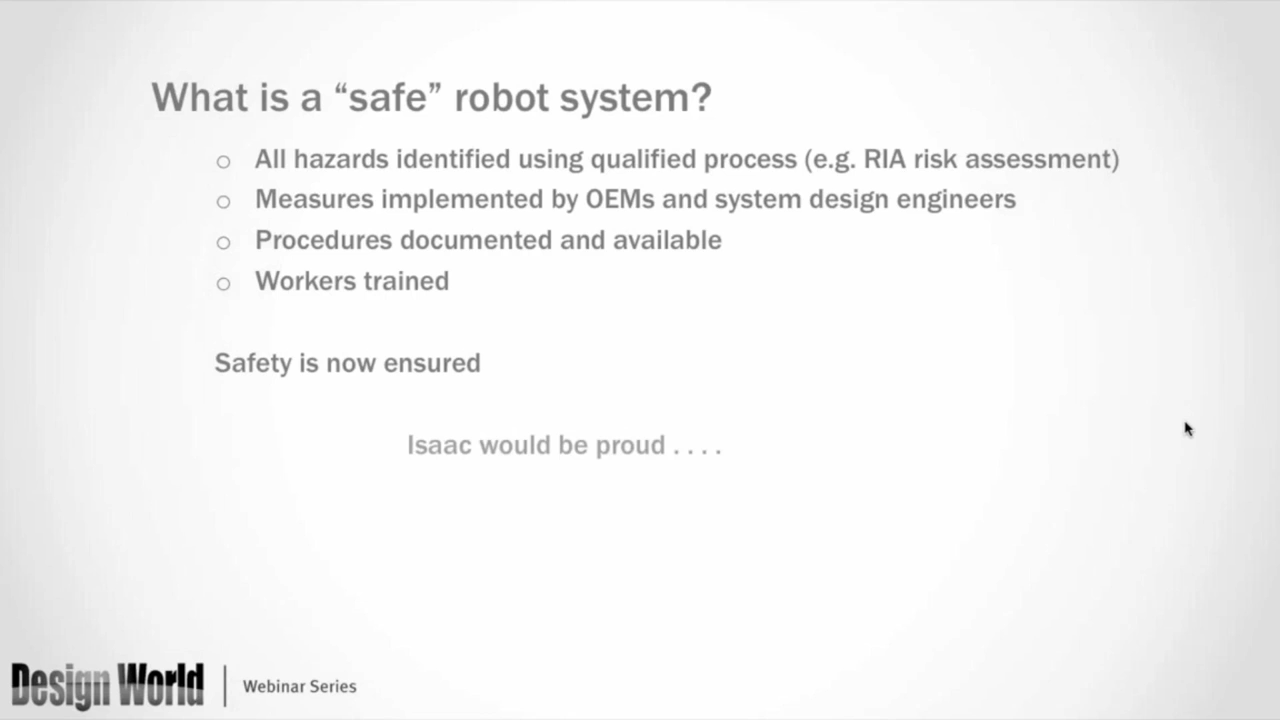 What is a “safe” robot system?
○ All hazards identified using qualified process (e.g. RIA risk assessment)
○ Measures implemented by OEMs and system design engineers
○ Procedures documented and available
○ Workers trained
Safety is now ensured
Isaac would be proud . . . .
Design World | Webinar Series